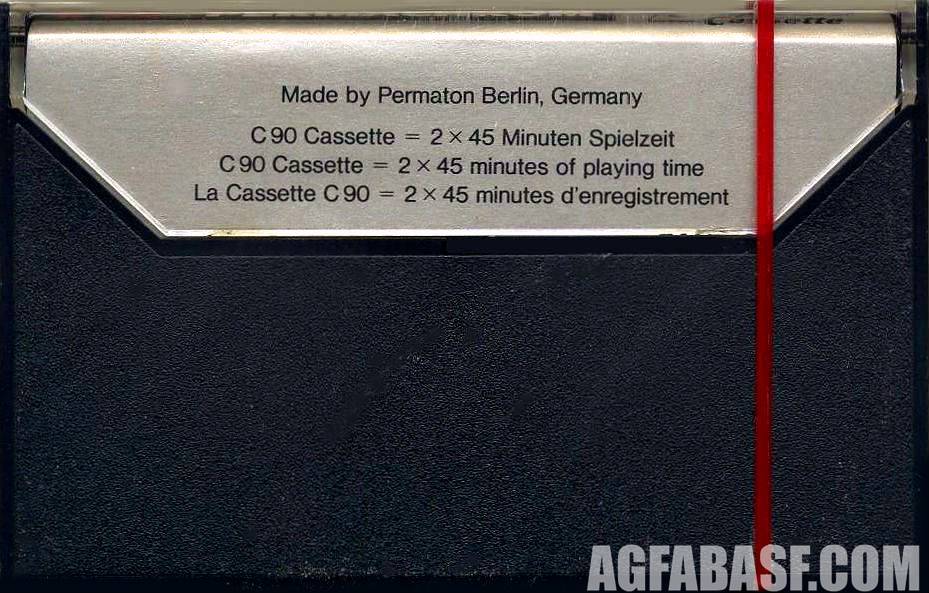 Cassette
Made by Permaton Berlin, Germany
C 90 Cassette = 2 × 45 Minuten Spielzeit
C 90 Cassette = 2 × 45 minutes of playing time
La Cassette C 90 = 2 × 45 minutes d'enregistrement
AGFABASF.COM